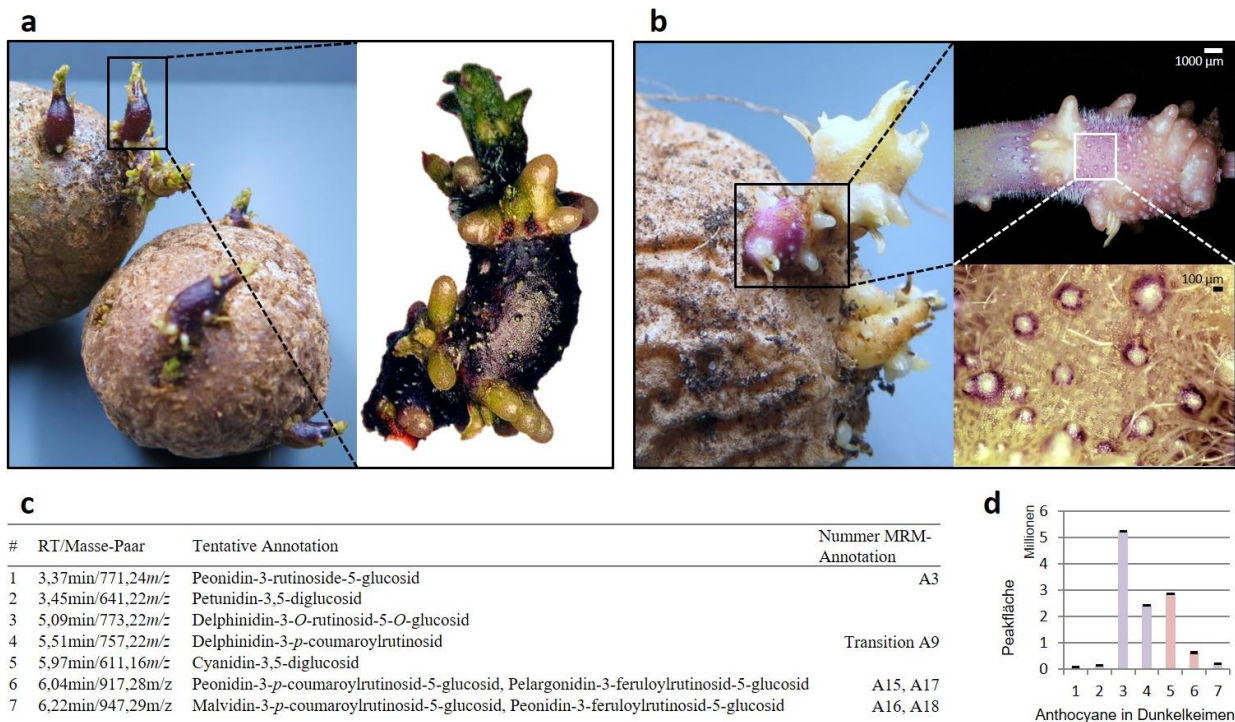 a
b
1000 µm
100 µm
c
# RT/Masse-Paar Tentative Annotation Nummer MRM-Annotation
1 3,37min/771,24m/z Peonidin-3-rutinoside-5-glucosid A3
2 3,45min/641,22m/z Petunidin-3,5-diglucosid
3 5,09min/773,22m/z Delphinidin-3-O-rutinosid-5-O-glucosid
4 5,51min/757,22m/z Delphinidin-3-p-coumaroylrutinosid Transition A9
5 5,97min/611,16m/z Cyanidin-3,5-diglucosid
6 6,04min/917,28m/z Peonidin-3-p-coumaroylrutinosid-5-glucosid, Pelargonidin-3-feruloylrutinosid-5-glucosid A15, A17
7 6,22min/947,29m/z Malvidin-3-p-coumaroylrutinosid-5-glucosid, Peonidin-3-feruloylrutinosid-5-glucosid A16, A18
d
Millionen
Peakfläche
6
5
4
3
2
1
0
1 2 3 4 5 6 7
Anthocyane in Dunkelkeimen